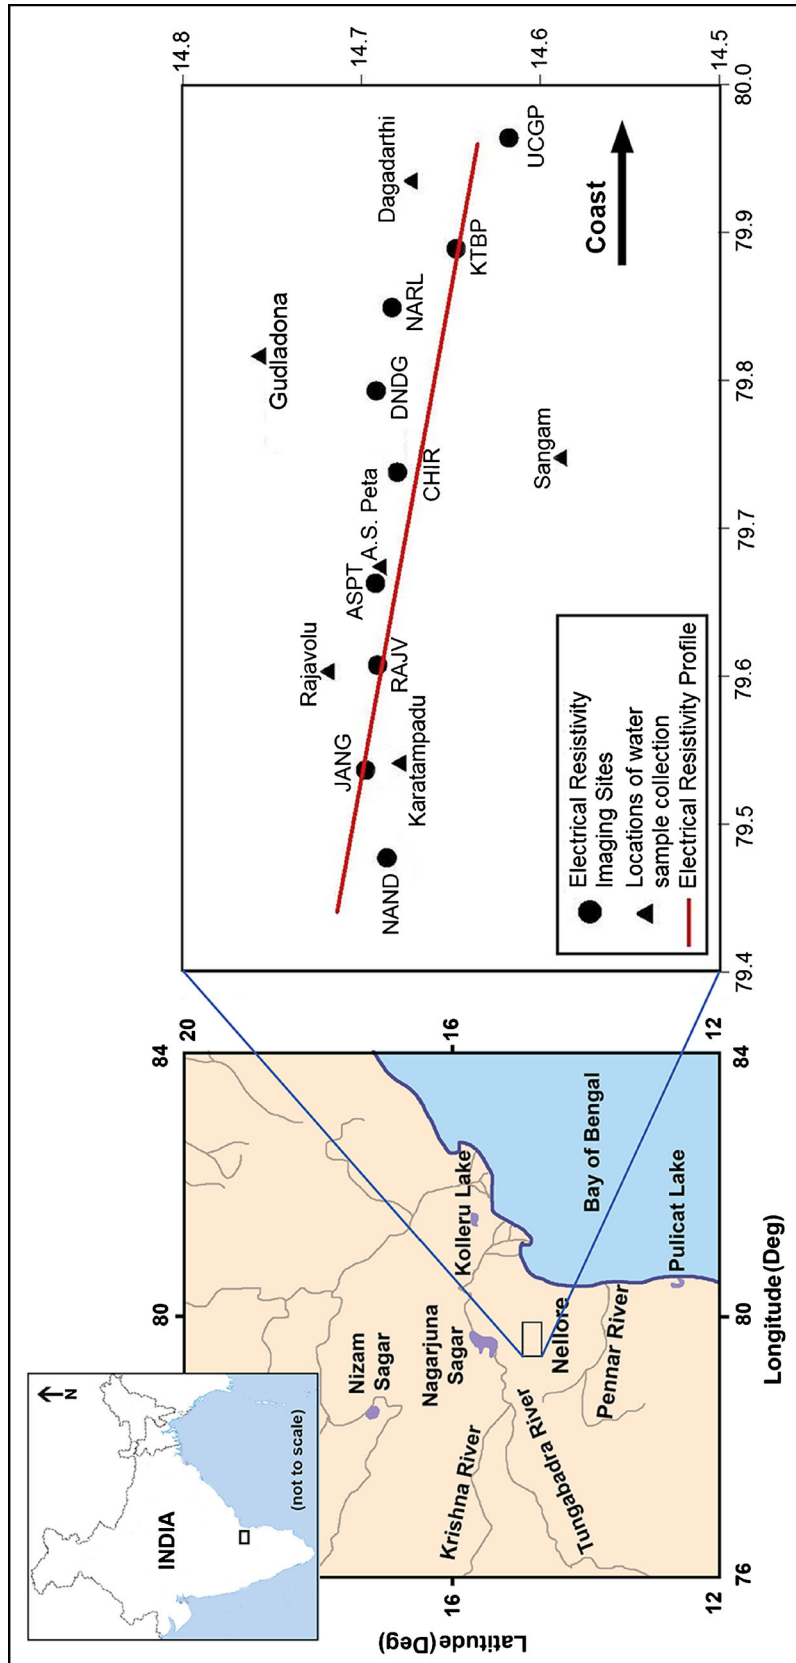 N
INDIA
(not to scale)
84
20
Nizam
Sagar
Nagarjuna
Sagar
Kolleru Lake
16
16
Krishna River
Tungabadra River
Nellore
Pennar River
Bay of Bengal
Pulicat Lake
12
12
76
80
84
Latitude (Deg)
Longitude (Deg)
14.8
14.7
14.6
14.5
Gudladona
Dagadarthi
Rajavolu
A.S. Peta
ASPT
JANG
RAJV
NAND
Karatampadu
CHIR
DNDG
NARL
KTBP
UCGP
Sangam
Coast
Electrical Resistivity
Imaging Sites
Locations of water
sample collection
Electrical Resistivity Profile
79.4
79.5
79.6
79.7
79.8
79.9
80.0